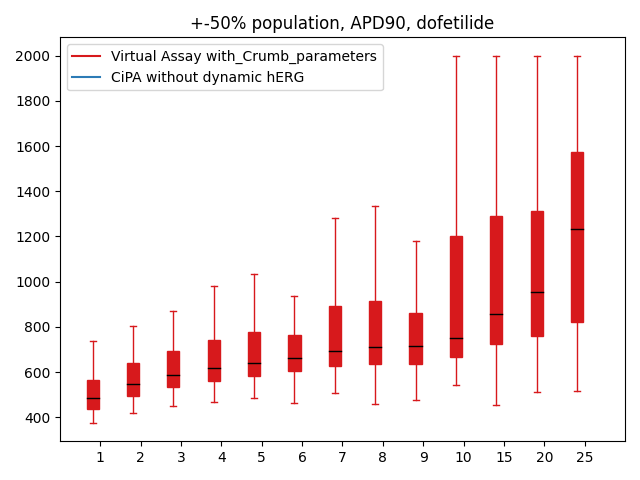 +-50% population, APD90, dofetilide
Virtual Assay with_Crumb_parameters
CiPA without dynamic hERG
2000
1800
1600
1400
1200
1000
800
600
400
1 2 3 4 5 6 7 8 9 10 15 20 25